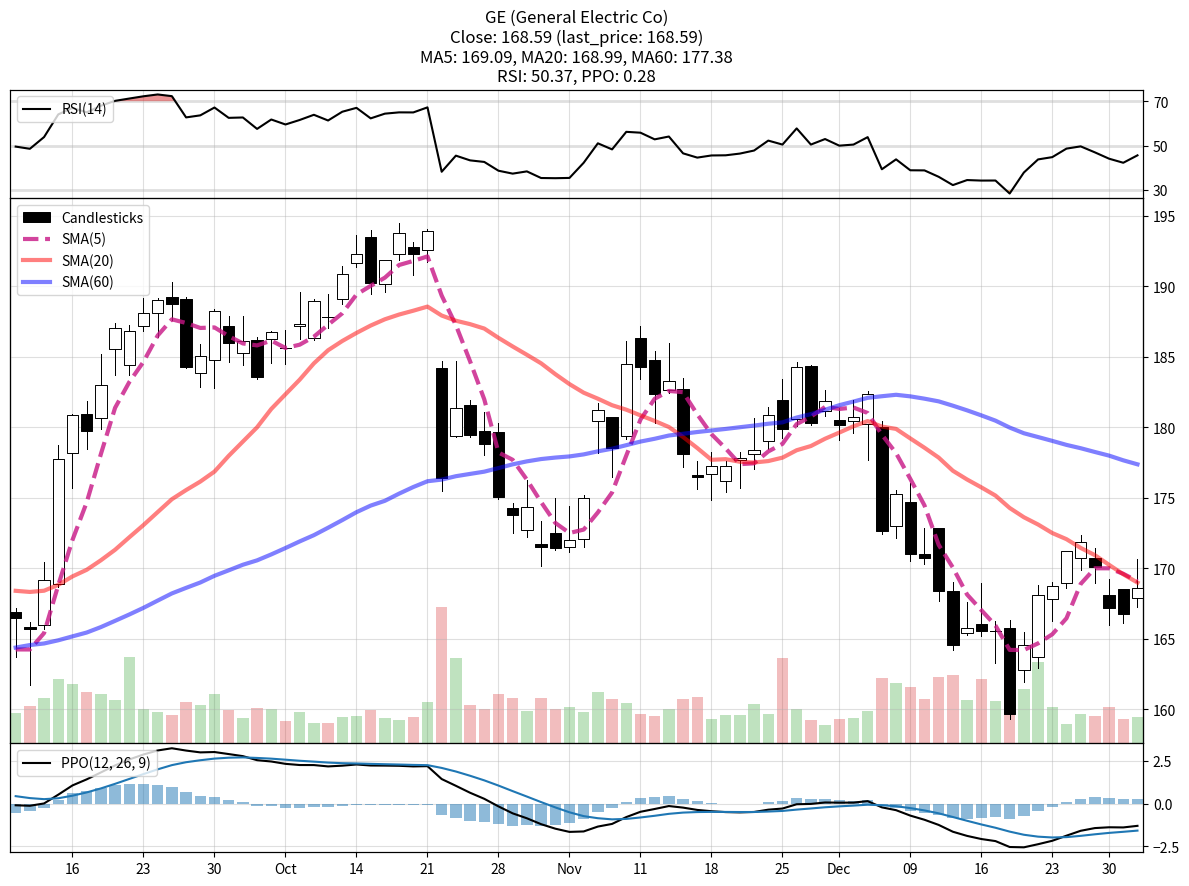 GE (General Electric Co)
Close: 168.59 (last_price: 168.59)
MA5: 169.09, MA20: 168.99, MA60: 177.38
RSI: 50.37, PPO: 0.28
RSI(14)
70
50
30
Candlesticks
SMA(5)
SMA(20)
SMA(60)
195
190
185
180
175
170
165
160
PPO(12, 26, 9)
2.5
0.0
−2.5
16 23 30 Oct 14 21 28 Nov 11 18 25 Dec 09 16 23 30